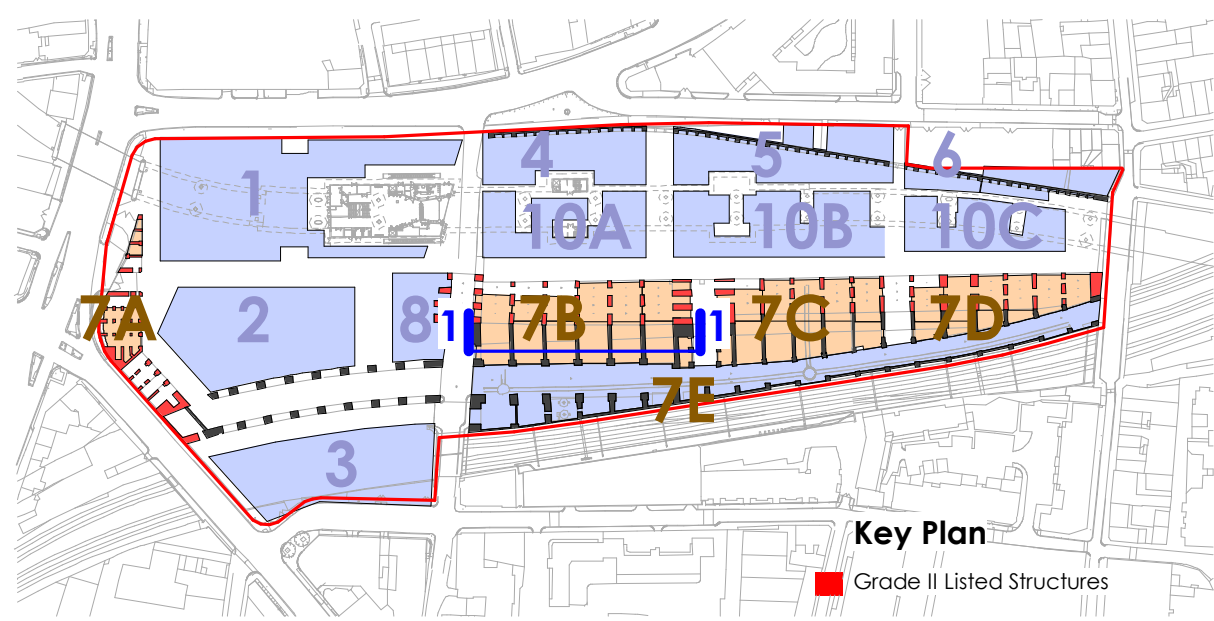 4
5
6
1
10A
10B
10C
7A
2
8
1
7B
1
7C
7D
7E
3
Key Plan
Grade II Listed Structures